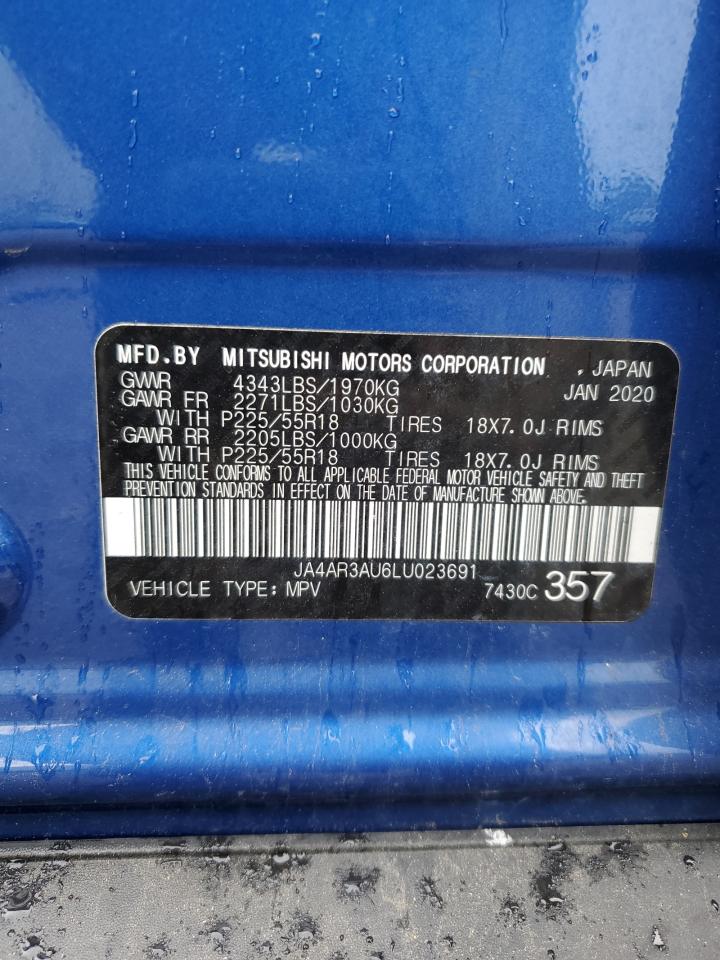 MFD.BY MITSUBISHI MOTORS CORPORATION , JAPAN
GVWR 4343LBS/1970KG JAN 2020
GAWR FR 2271LBS/1030KG
WITH P225/55R18 TIRES 18X7.0J RIMS
GAWR RR 2205LBS/1000KG
WITH P225/55R18 TIRES 18X7.0J RIMS
THIS VEHICLE CONFORMS TO ALL APPLICABLE FEDERAL MOTOR VEHICLE SAFETY AND THEFT
PREVENTION STANDARDS IN EFFECT ON THE DATE OF MANUFACTURE SHOWN ABOVE.
JA4AR3AU6LU023691
VEHICLE TYPE: MPV 7430C 357